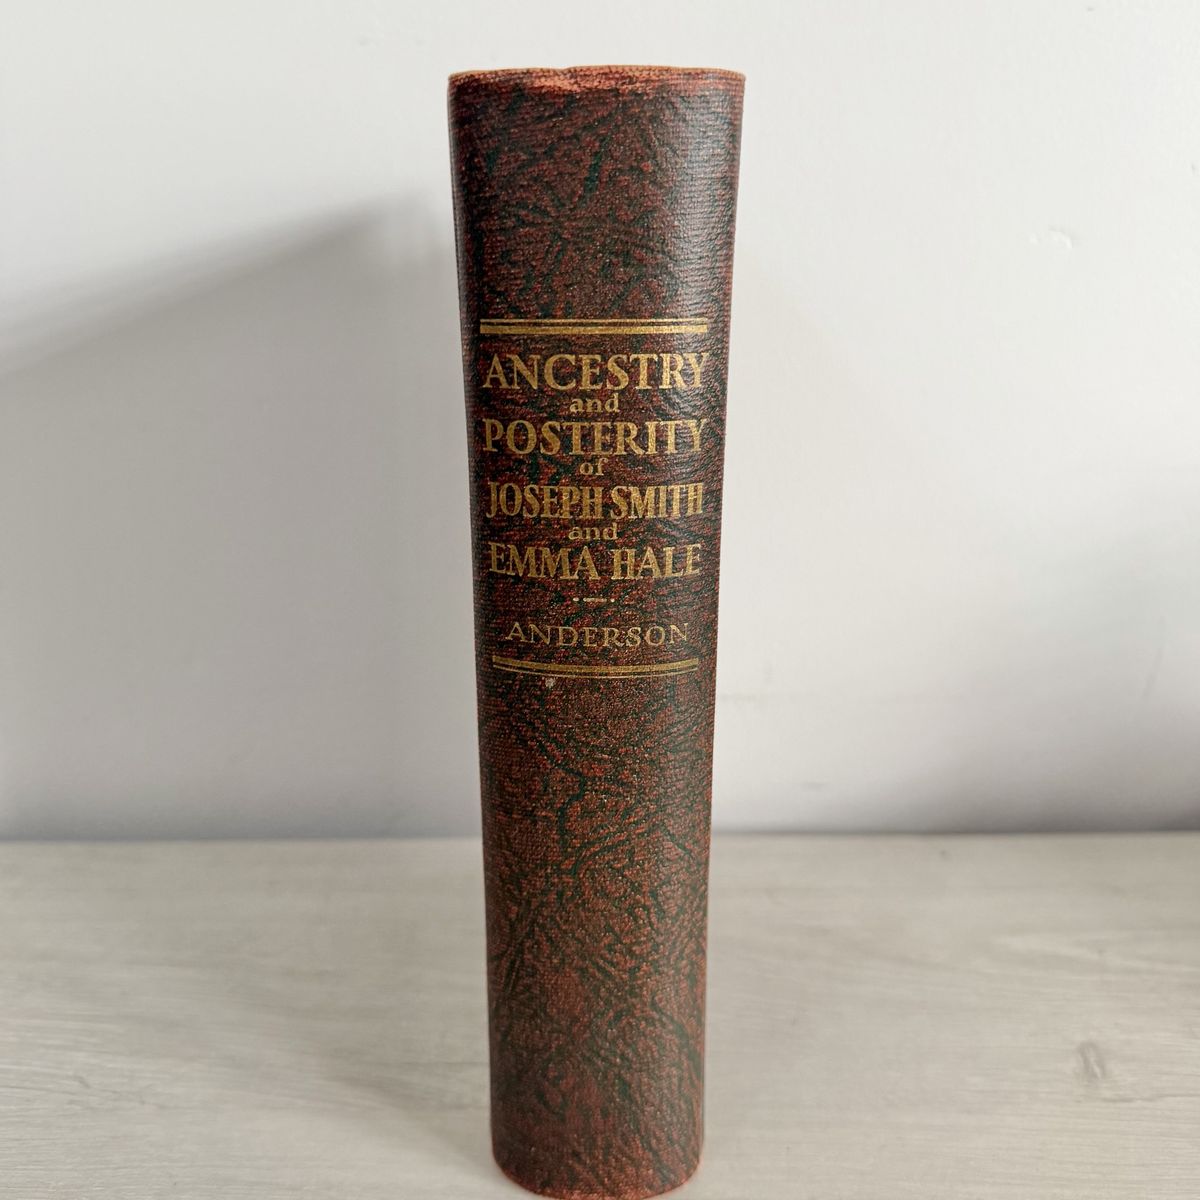 ANCESTRY
and
POSTERITY
of
JOSEPH SMITH
and
EMMA HALE
ANDERSON